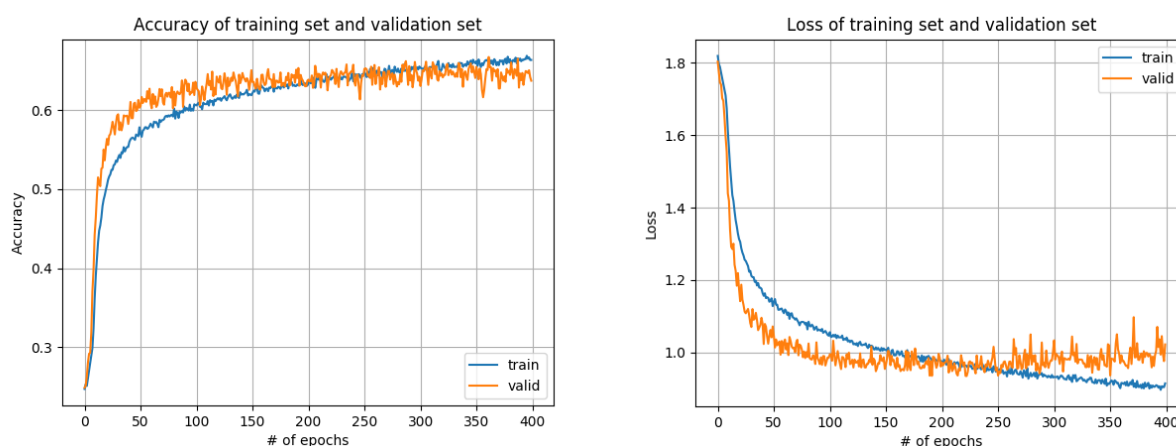 Accuracy of training set and validation set
Accuracy
0.6
0.5
0.4
0.3
train
valid
0 50 100 150 200 250 300 350 400
# of epochs
Loss of training set and validation set
Loss
1.8
1.6
1.4
1.2
1.0
train
valid
0 50 100 150 200 250 300 350 400
# of epochs